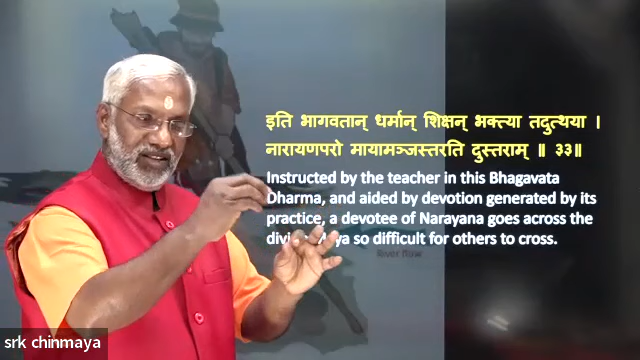 इति भागवतान् धर्मान् शिक्षन् भक्त्या तदुत्थया ।
नारायणपरो मायामञ्जस्तरति दुस्तराम् ॥ ३३॥
Instructed by the teacher in this Bhagavata
Dharma, and aided by devotion generated by its
practice, a devotee of Narayana goes across the
so difficult for others to cross.
River flow
srk chinmaya